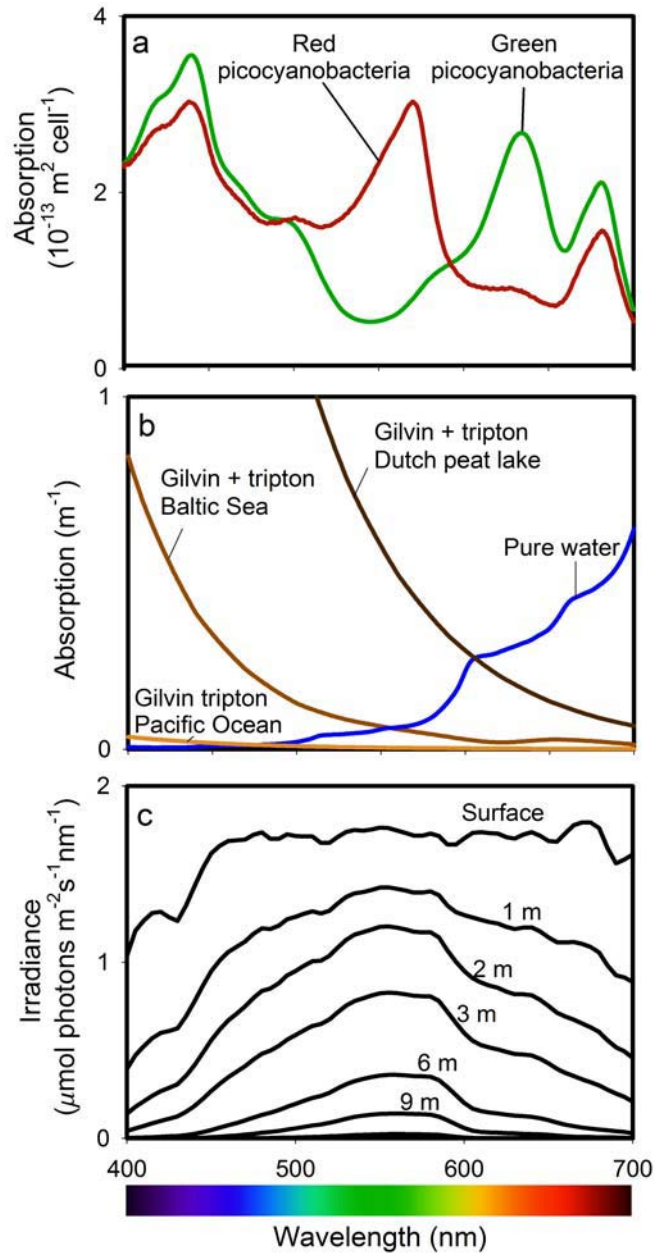 4
a
Red
picocyanobacteria
Green
picocyanobacteria
2
0
Absorption
(10⁻¹³ m² cell⁻¹)
1
b
Gilvin + tripton
Dutch peat lake
Gilvin + tripton
Baltic Sea
Pure water
Gilvin tripton
Pacific Ocean
0
Absorption (m⁻¹)
2
c
Surface
1 m
1
2 m
3 m
6 m
9 m
0
Irradiance
(μmol photons m⁻²s⁻¹nm⁻¹)
400 500 600 700
Wavelength (nm)